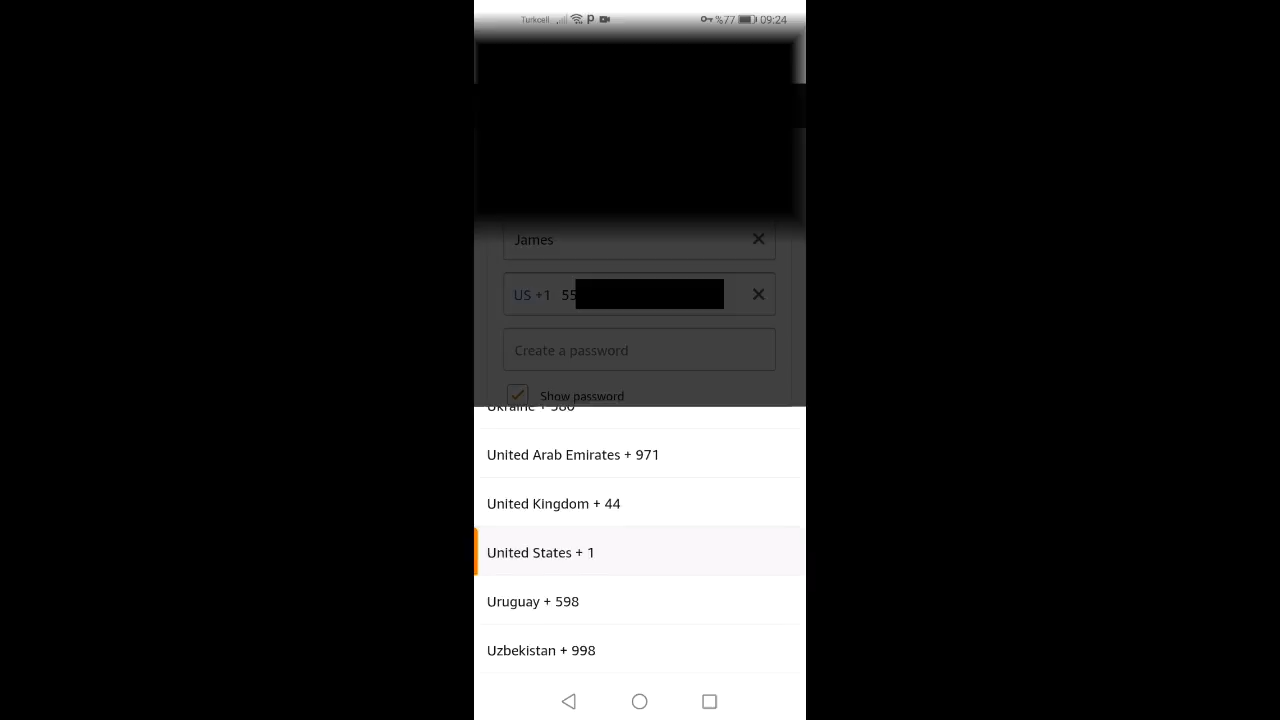 Turkcell P %77 09:24
James
US +1 55
Create a password
Show password
Ukraine + 380
United Arab Emirates + 971
United Kingdom + 44
United States + 1
Uruguay + 598
Uzbekistan + 998